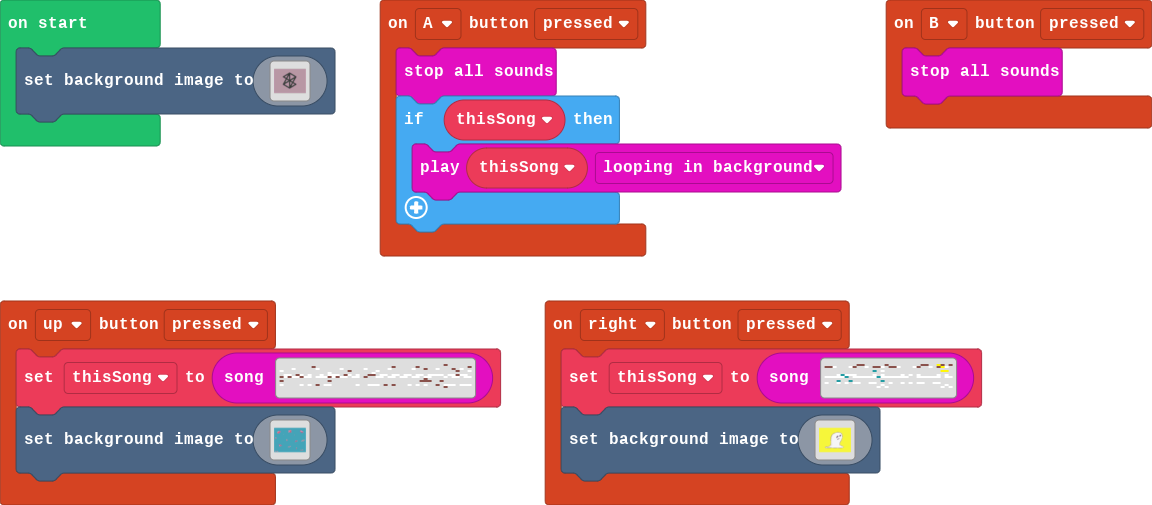 on start
set background image to
on A button pressed
stop all sounds
if thisSong then
play thisSong looping in background
on B button pressed
stop all sounds
on up button pressed
set thisSong to song
set background image to
on right button pressed
set thisSong to song
set background image to